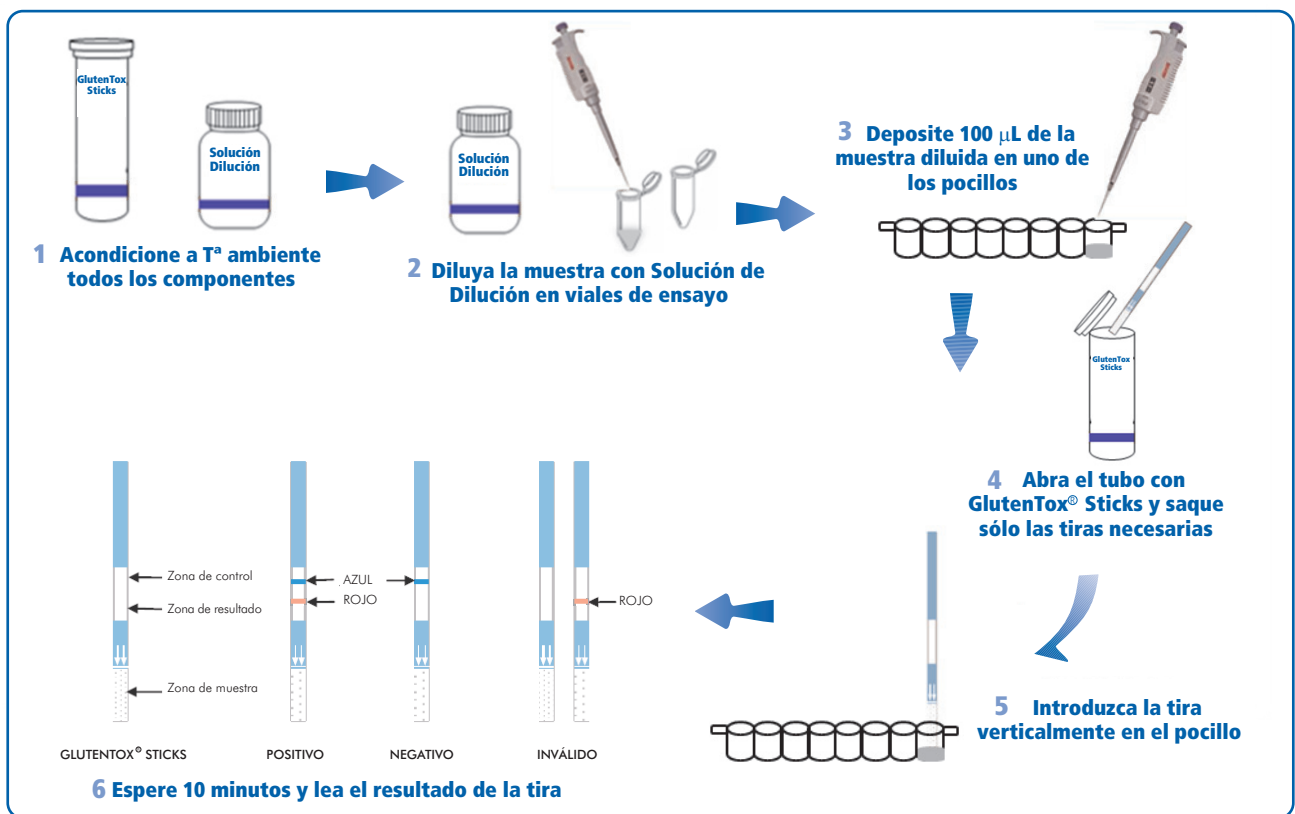 GlutenTox
Sticks
Solución
Dilución
1 Acondicione a Tª ambiente
todos los componentes
Solución
Dilución
2 Diluya la muestra con Solución de
Dilución en viales de ensayo
3 Deposite 100 µL de la
muestra diluida en uno de
los pocillos
GlutenTox
Sticks
4 Abra el tubo con
GlutenTox® Sticks y saque
sólo las tiras necesarias
5 Introduzca la tira
verticalmente en el pocillo
Zona de control
Zona de resultado
Zona de muestra
AZUL
ROJO
ROJO
GLUTENTOX® STICKS
POSITIVO
NEGATIVO
INVÁLIDO
6 Espere 10 minutos y lea el resultado de la tira